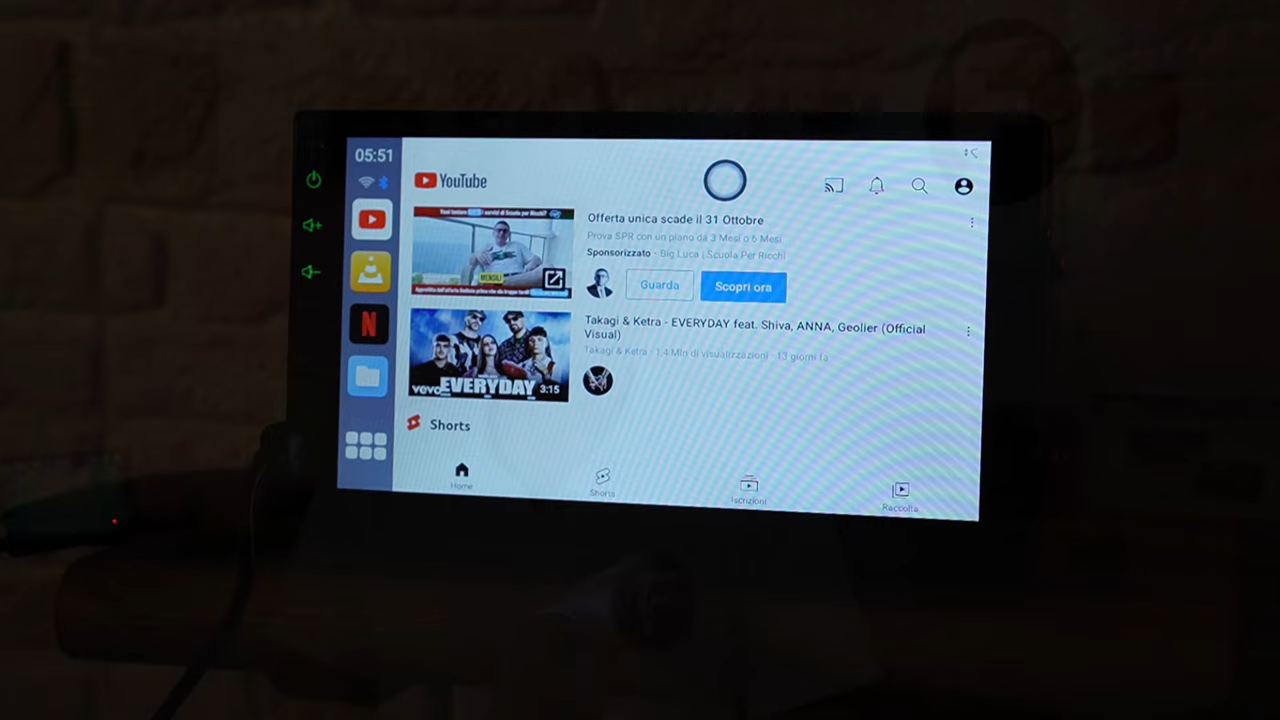 05:51
YouTube
Offerta unica scade il 31 Ottobre
Prova SPR con un piano da 3 Mesi o 6 Mesi
Sponsorizzato · Big Luca | Scuola Per Ricchi
MENSILI
Guarda
Scopri ora
N
Takagi & Ketra - EVERYDAY feat. Shiva, ANNA, Geolier (Official
Visual)
Takagi & Ketra · 1,4 Mln di visualizzazioni · 13 giorni fa
vevo EVERYDAY 3:15
Shorts
Home
Shorts
Iscrizioni
Raccolta